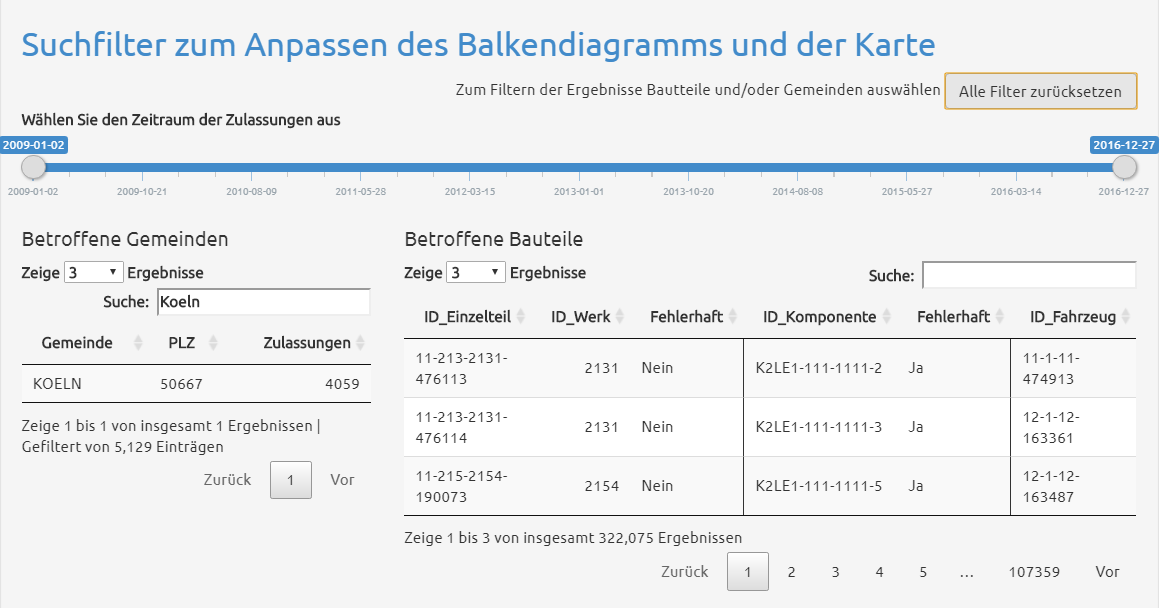 Suchfilter zum Anpassen des Balkendiagramms und der Karte
Zum Filtern der Ergebnisse Bautteile und/oder Gemeinden auswählen Alle Filter zurücksetzen
Wählen Sie den Zeitraum der Zulassungen aus
2009-01-02 2016-12-27
2009-01-02 2009-10-21 2010-08-09 2011-05-28 2012-03-15 2013-01-01 2013-10-20 2014-08-08 2015-05-27 2016-03-14 2016-12-27
Betroffene Gemeinden
Zeige 3 Ergebnisse
Suche: Koeln
Gemeinde PLZ Zulassungen
KOELN 50667 4059
Zeige 1 bis 1 von insgesamt 1 Ergebnissen |
Gefiltert von 5,129 Einträgen
Zurück 1 Vor
Betroffene Bauteile
Zeige 3 Ergebnisse
Suche:
ID_Einzelteil ID_Werk Fehlerhaft ID_Komponente Fehlerhaft ID_Fahrzeug
11-213-2131- 2131 Nein K2LE1-111-1111-2 Ja 11-1-11-
476113 474913
11-213-2131- 2131 Nein K2LE1-111-1111-3 Ja 12-1-12-
476114 163361
11-215-2154- 2154 Nein K2LE1-111-1111-5 Ja 12-1-12-
190073 163487
Zeige 1 bis 3 von insgesamt 322,075 Ergebnissen
Zurück 1 2 3 4 5 … 107359 Vor